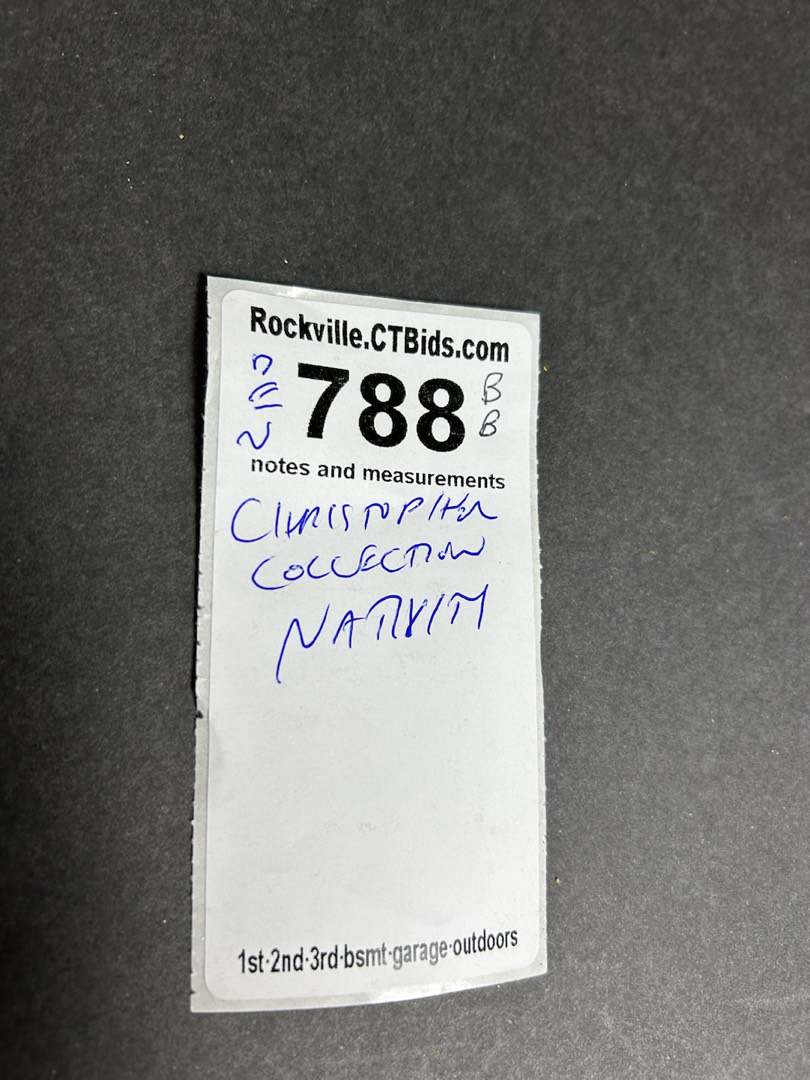 Rockville.CTBids.com
788
B
B
notes and measurements
CHRISTOPHER
COLLECTION
NATIVITY
1st·2nd·3rd·bsmt·garage·outdoors